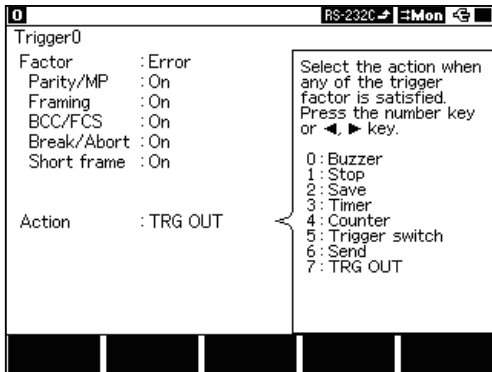 0 RS-232C Mon
Trigger0
Factor : Error
Parity/MP : On
Framing : On
BCC/FCS : On
Break/Abort : On
Short frame : On
Action : TRG OUT
Select the action when
any of the trigger
factor is satisfied.
Press the number key
or ◀, ▶ key.
0 : Buzzer
1 : Stop
2 : Save
3 : Timer
4 : Counter
5 : Trigger switch
6 : Send
7 : TRG OUT